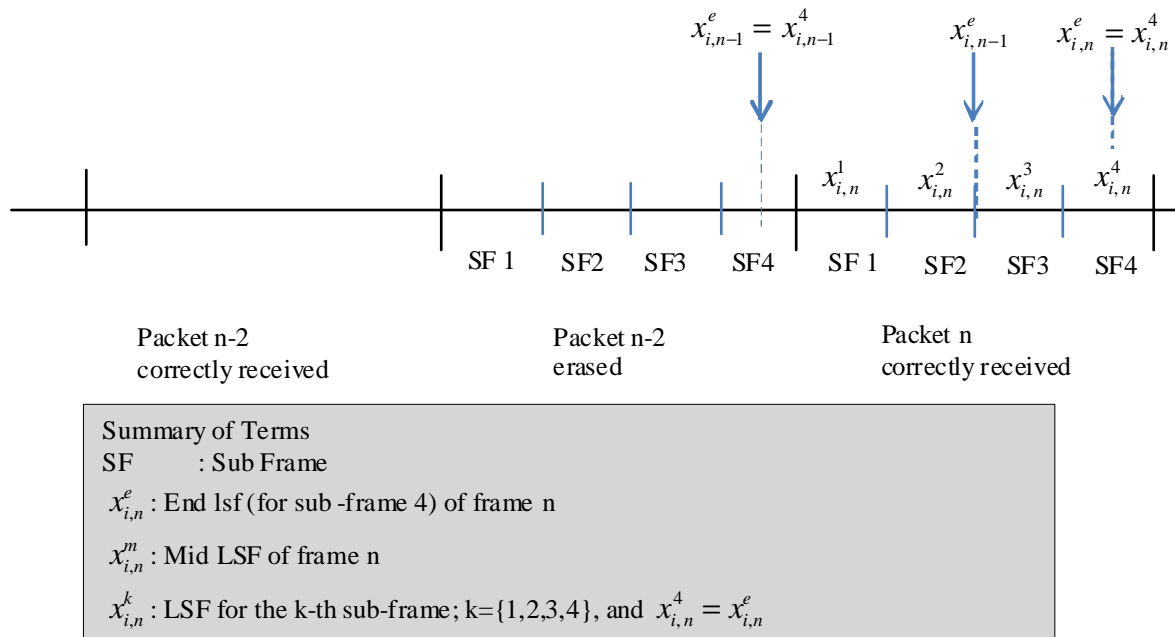 x^e_{i,n-1} = x^4_{i,n-1} x^e_{i,n-1} x^e_{i,n} = x^4_{i,n}
x^1_{i,n} x^2_{i,n} x^3_{i,n} x^4_{i,n}
SF 1 SF2 SF3 SF4 SF 1 SF2 SF3 SF4
Packet n-2
correctly received
Packet n-2
erased
Packet n
correctly received
Summary of Terms
SF : Sub Frame
x^e_{i,n} : End lsf (for sub -frame 4) of frame n
x^m_{i,n} : Mid LSF of frame n
x^k_{i,n} : LSF for the k-th sub-frame; k={1,2,3,4}, and x^4_{i,n} = x^e_{i,n}